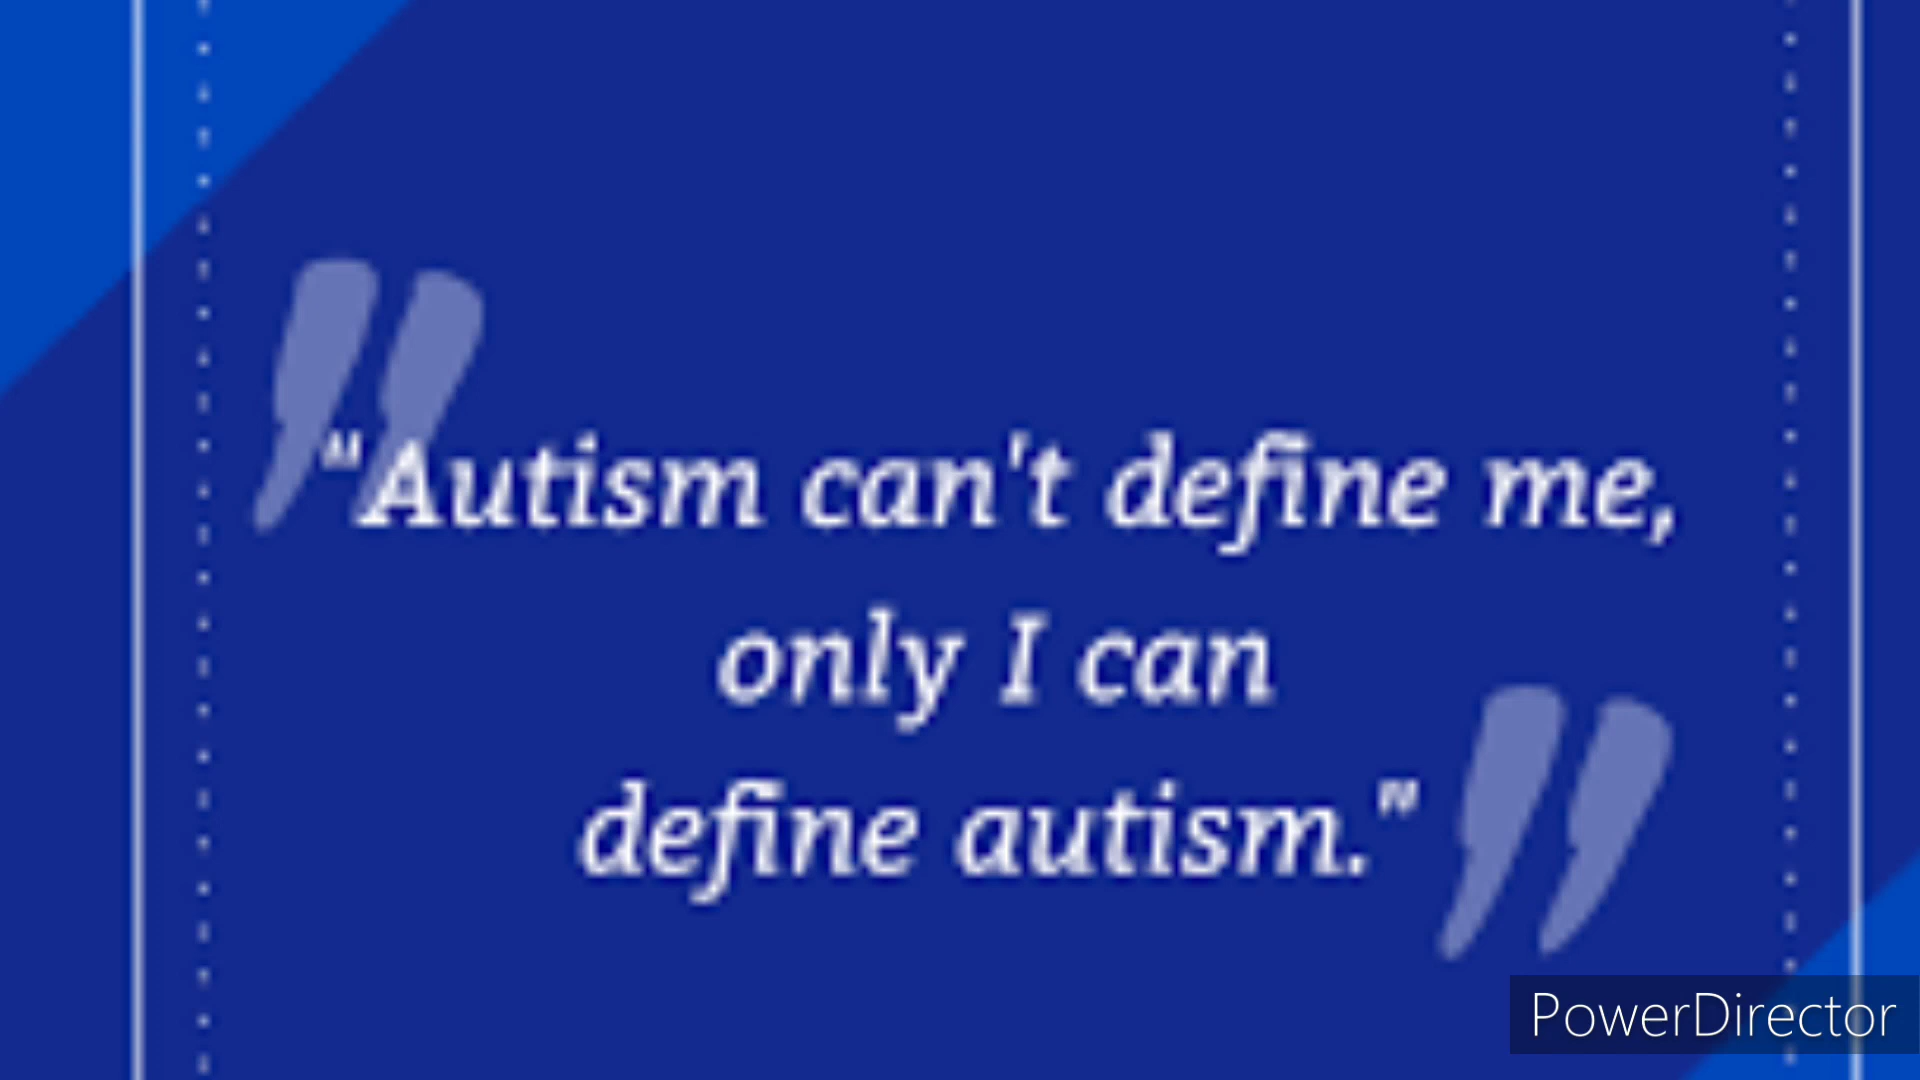 "Autism can't define me,
only I can
define autism."
PowerDirector